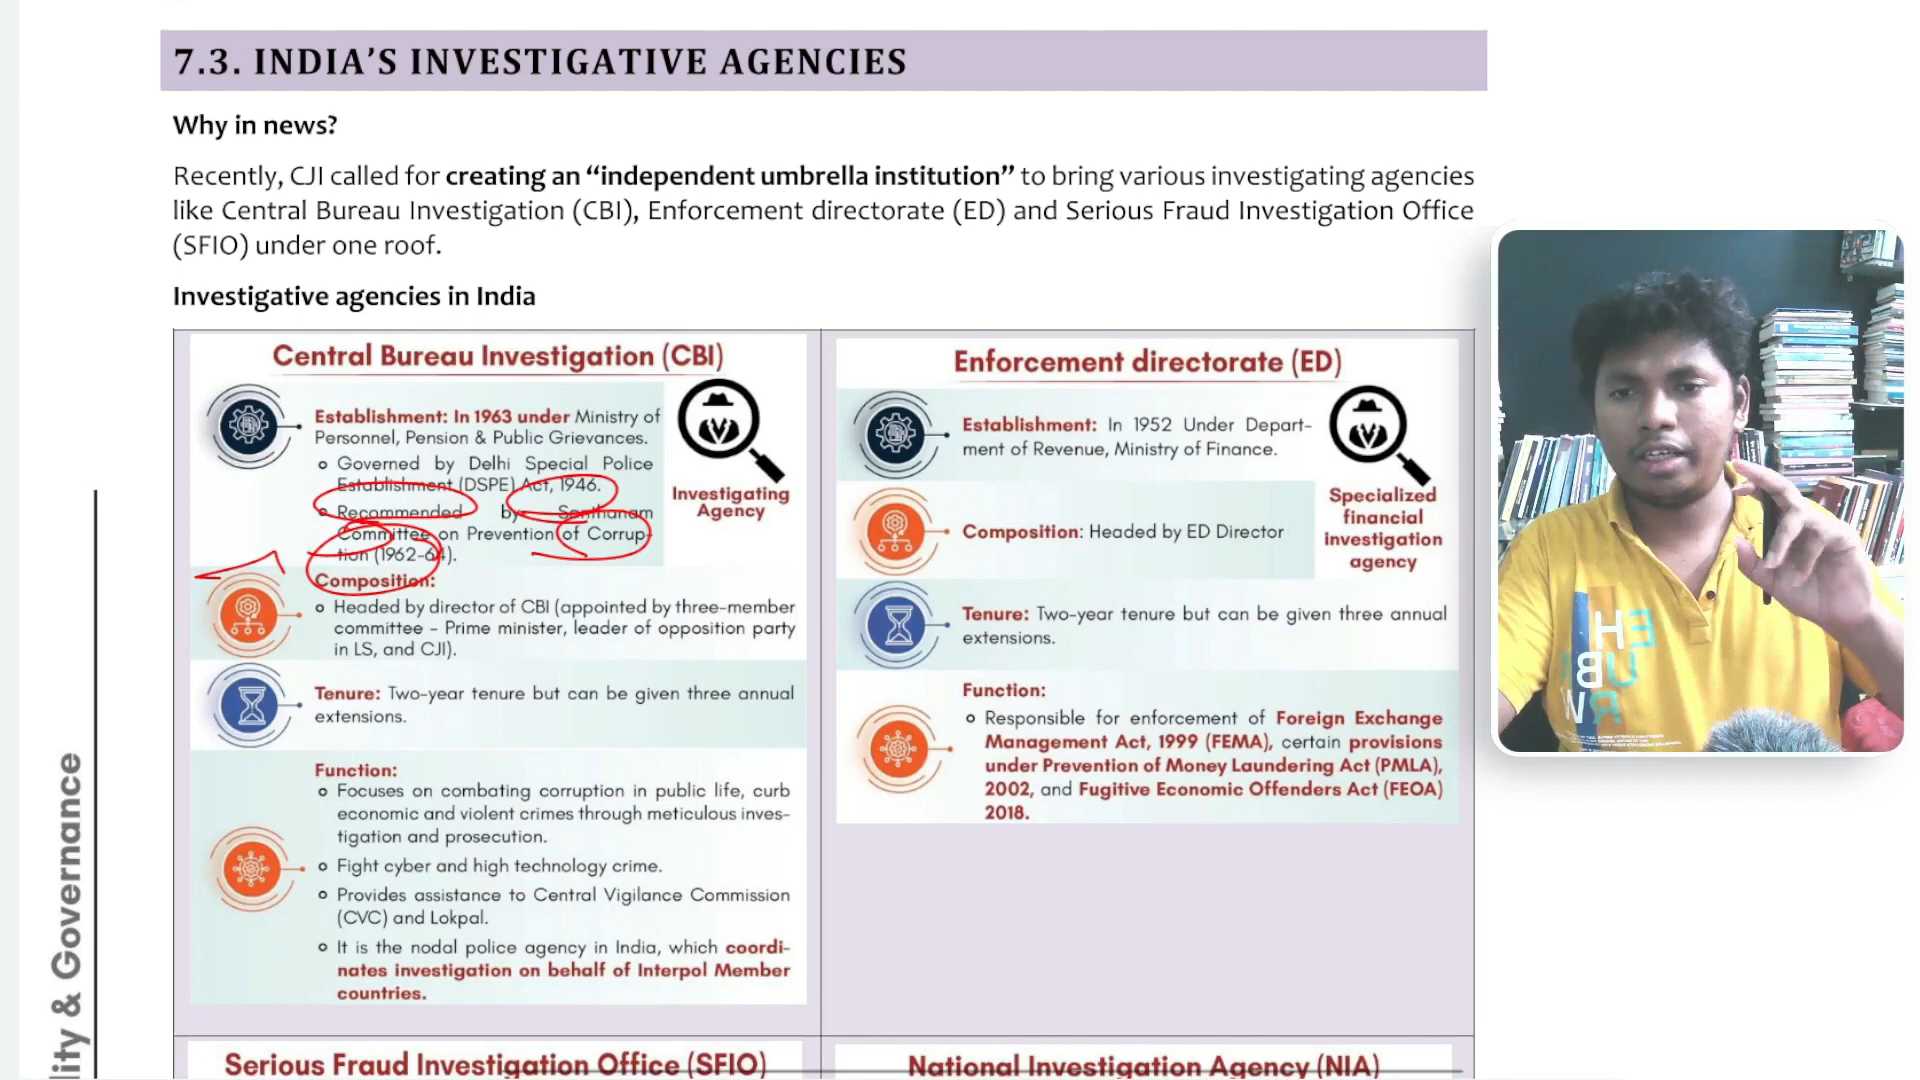 7.3. INDIA’S INVESTIGATIVE AGENCIES
Why in news?
Recently, CJI called for creating an “independent umbrella institution” to bring various investigating agencies
like Central Bureau Investigation (CBI), Enforcement directorate (ED) and Serious Fraud Investigation Office
(SFIO) under one roof.
Investigative agencies in India
Central Bureau Investigation (CBI)
Establishment: In 1963 under Ministry of
Personnel, Pension & Public Grievances.
Governed by Delhi Special Police
Establishment (DSPE) Act, 1946.
Recommended by Santhanam
Committee on Prevention of Corrup-
tion (1962-64).
Investigating
Agency
Composition:
Headed by director of CBI (appointed by three-member
committee - Prime minister, leader of opposition party
in LS, and CJI).
Tenure: Two-year tenure but can be given three annual
extensions.
Function:
Focuses on combating corruption in public life, curb
economic and violent crimes through meticulous inves-
tigation and prosecution.
Fight cyber and high technology crime.
Provides assistance to Central Vigilance Commission
(CVC) and Lokpal.
It is the nodal police agency in India, which coordi-
nates investigation on behalf of Interpol Member
countries.
Enforcement directorate (ED)
Establishment: In 1952 Under Depart-
ment of Revenue, Ministry of Finance.
Composition: Headed by ED Director
Specialized
financial
investigation
agency
Tenure: Two-year tenure but can be given three annual
extensions.
Function:
Responsible for enforcement of Foreign Exchange
Management Act, 1999 (FEMA), certain provisions
under Prevention of Money Laundering Act (PMLA),
2002, and Fugitive Economic Offenders Act (FEOA)
2018.
Serious Fraud Investigation Office (SFIO)
National Investigation Agency (NIA)
lity & Governance